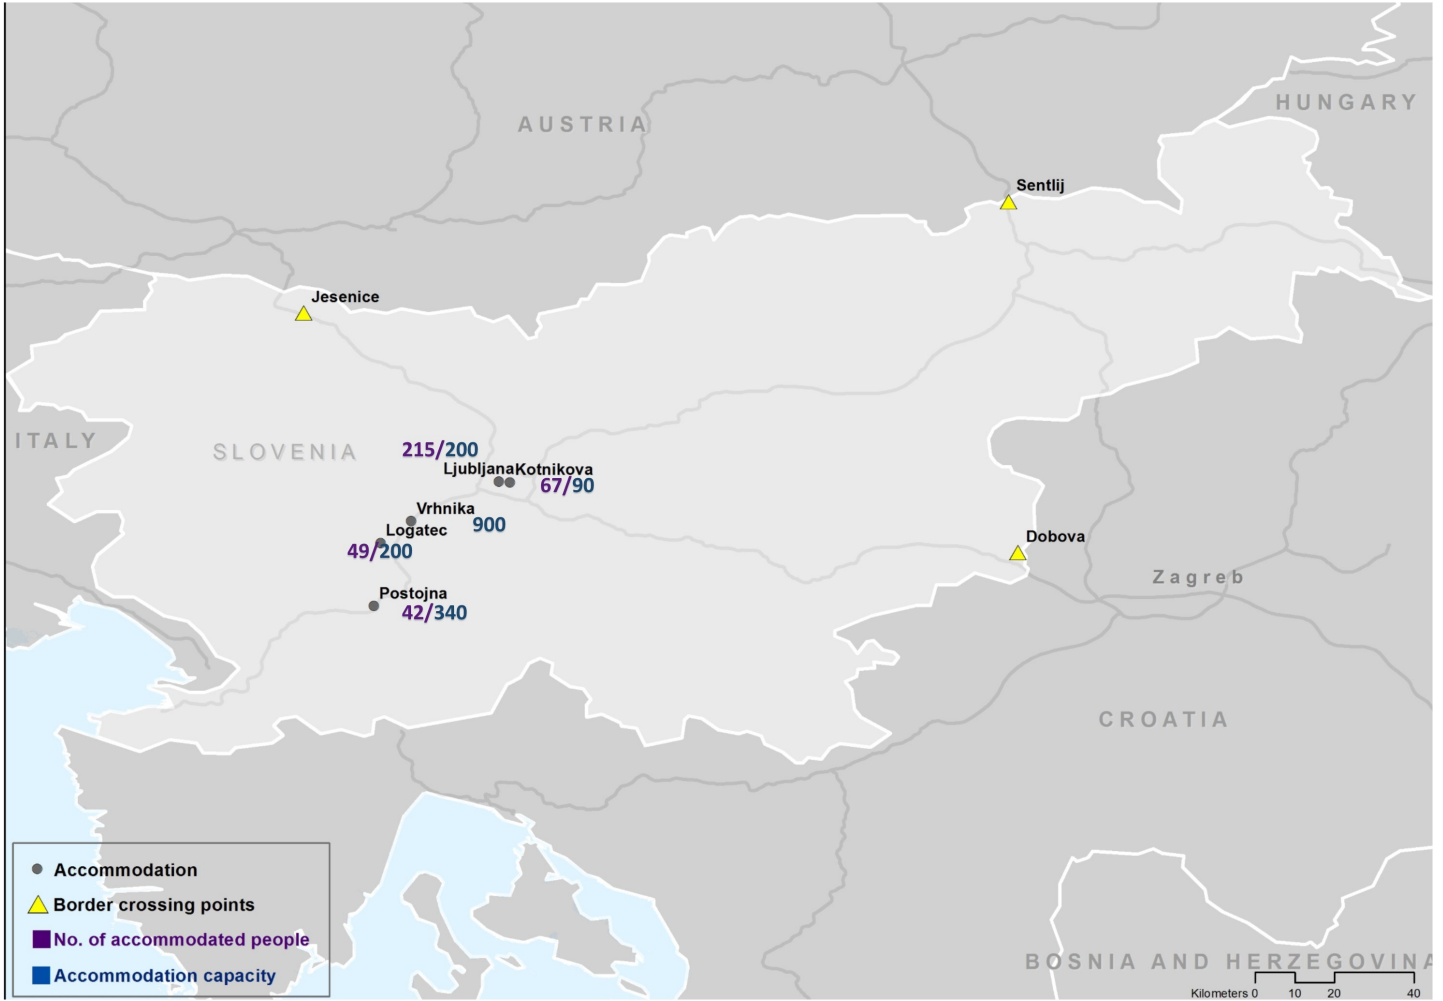 HUNGARY
AUSTRIA
Sentlij
Jesenice
ITALY
SLOVENIA
215/200
Ljubljana
Kotnikova
67/90
Vrhnika
900
Logatec
49/200
Dobova
Zagreb
Postojna
42/340
CROATIA
Accommodation
Border crossing points
No. of accommodated people
Accommodation capacity
BOSNIA AND HERZEGOVINA
Kilometers 0 10 20 40